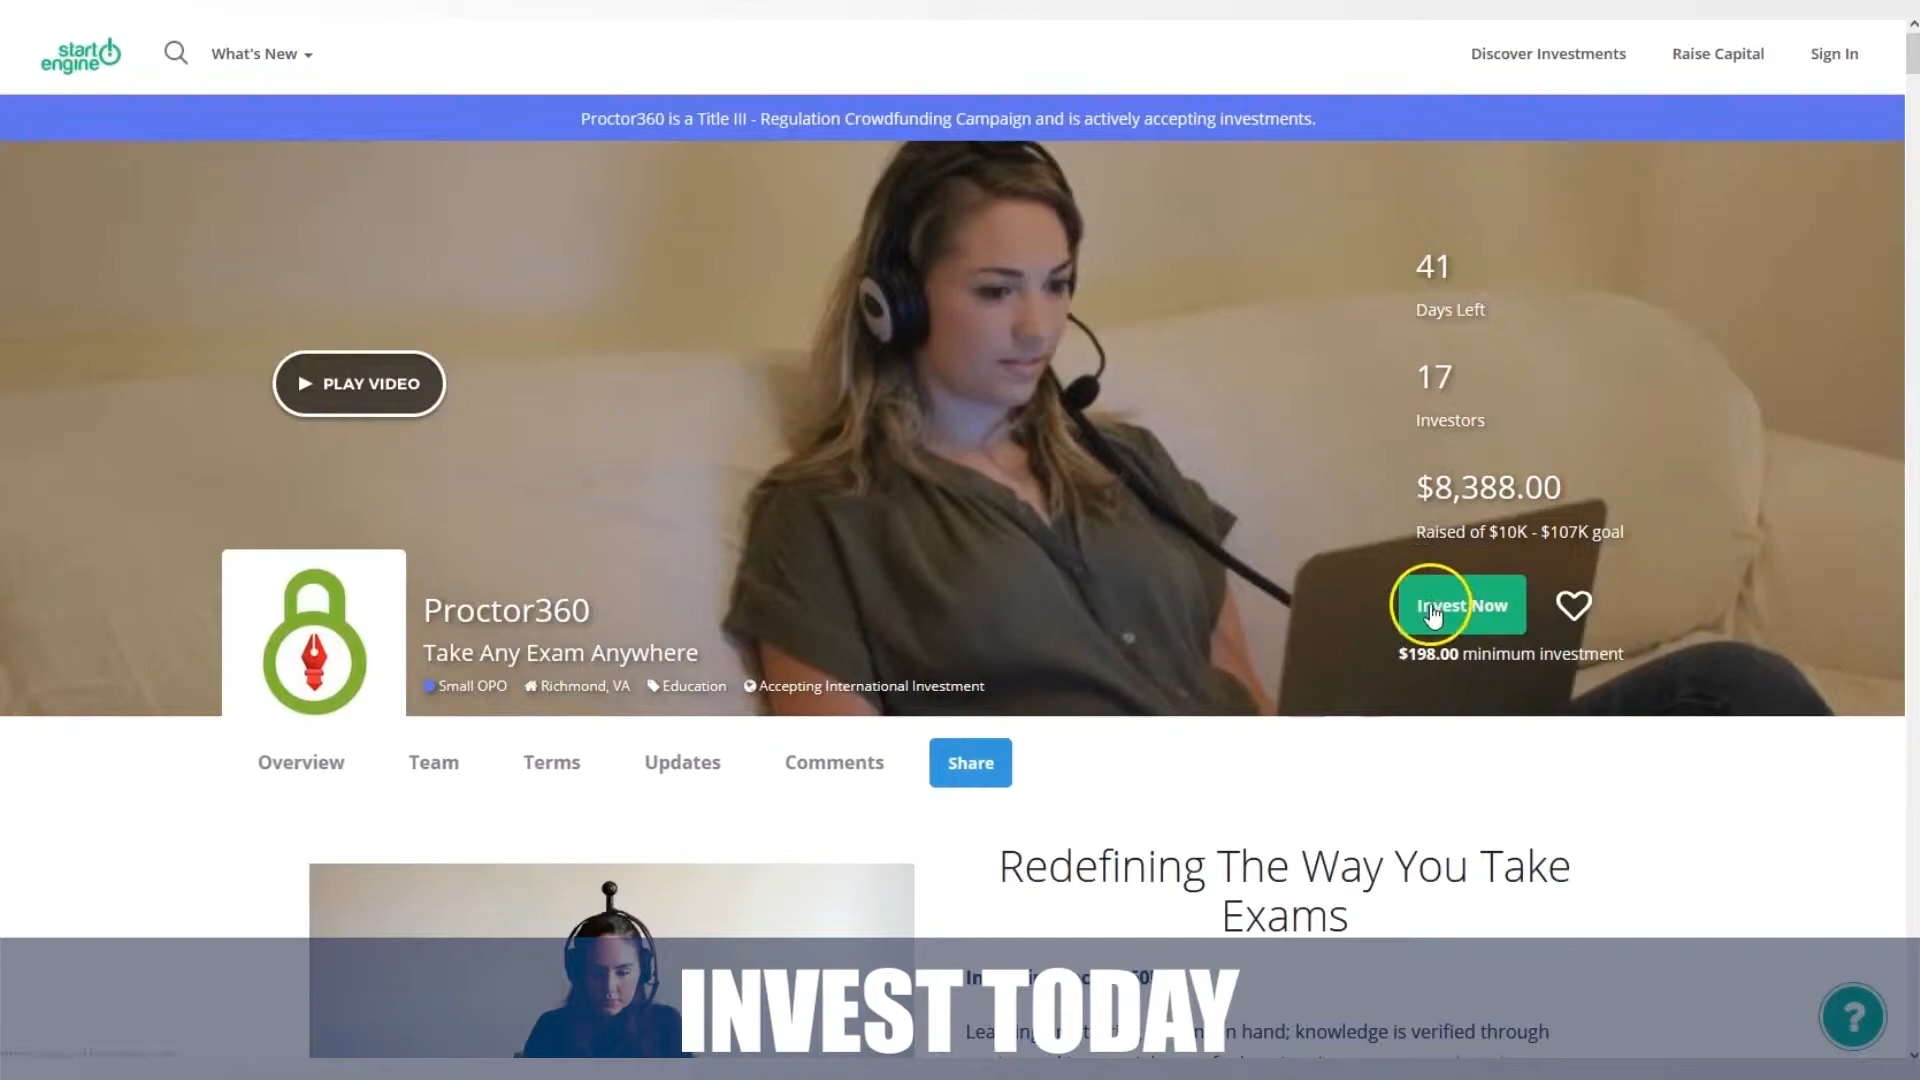 start
engine
What's New
Discover Investments
Raise Capital
Sign In
Proctor360 is a Title III - Regulation Crowdfunding Campaign and is actively accepting investments.
41
Days Left
17
Investors
$8,388.00
Raised of $10K - $107K goal
PLAY VIDEO
Invest Now
$198.00 minimum investment
Proctor360
Take Any Exam Anywhere
Small OPO
Richmond, VA
Education
Accepting International Investment
Overview
Team
Terms
Updates
Comments
Share
Redefining The Way You Take
Exams
INVEST TODAY
hand; knowledge is verified through
?